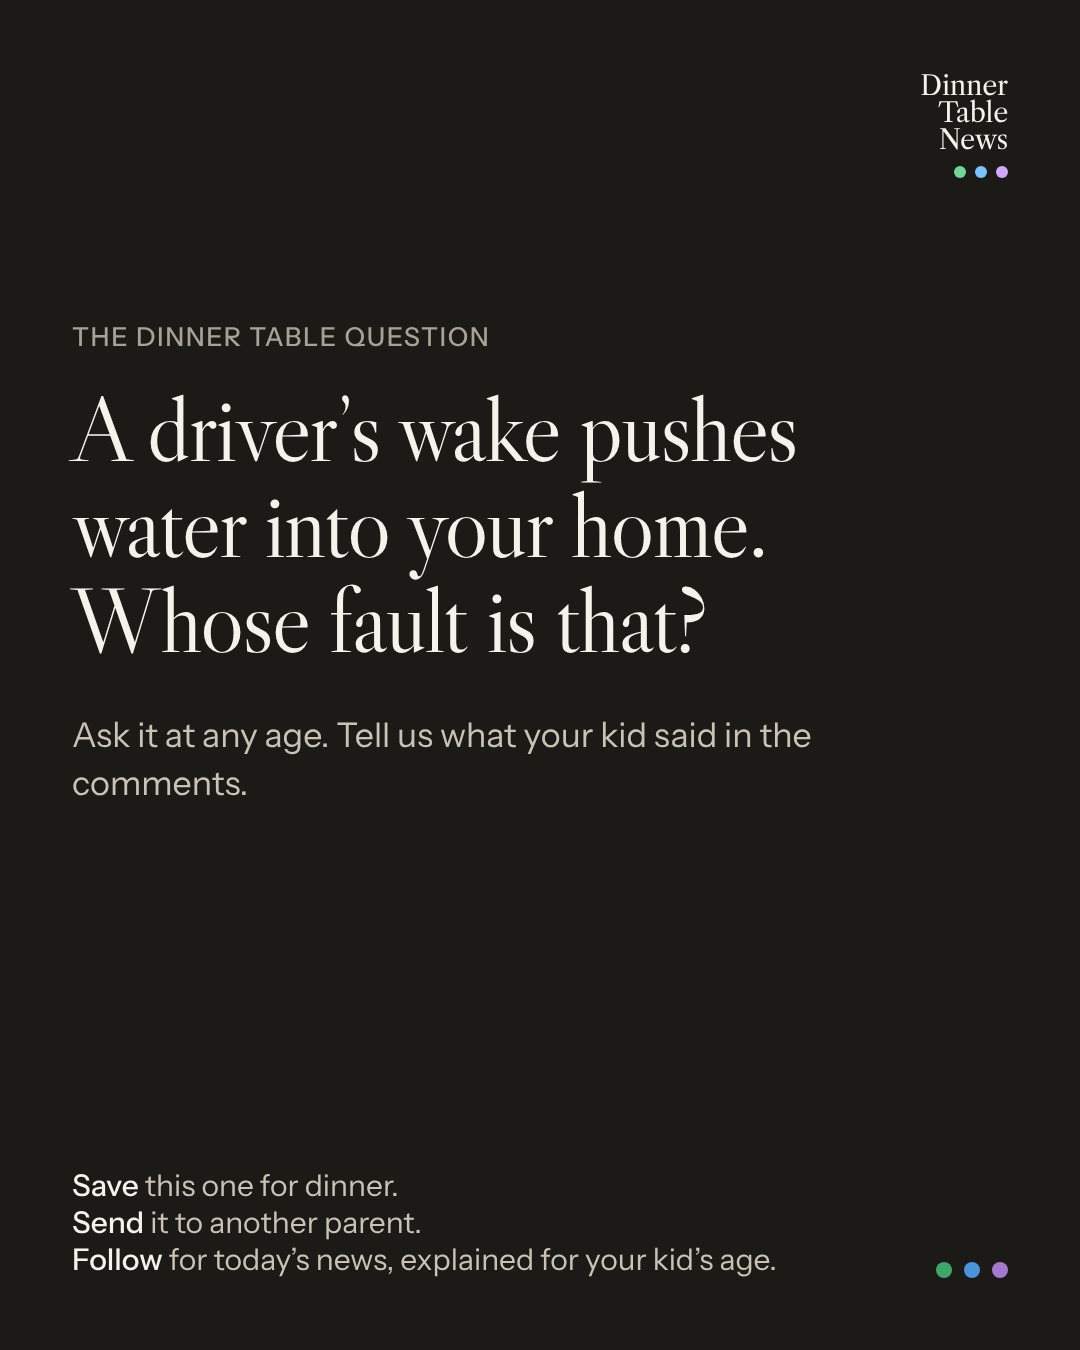 Dinner
Table
News
THE DINNER TABLE QUESTION
A driver’s wake pushes
water into your home.
Whose fault is that?
Ask it at any age. Tell us what your kid said in the
comments.
Save this one for dinner.
Send it to another parent.
Follow for today’s news, explained for your kid’s age.